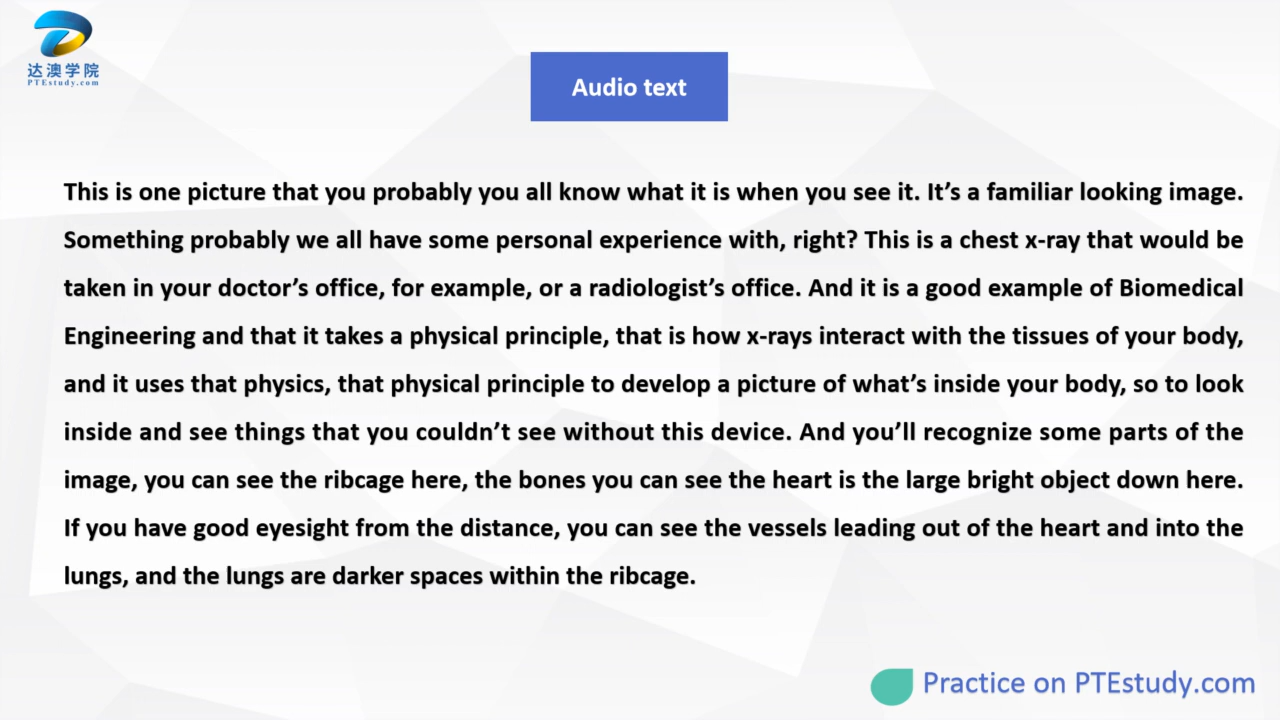 达澳学院
PTEstudy.com
Audio text
This is one picture that you probably you all know what it is when you see it. It's a familiar looking image.
Something probably we all have some personal experience with, right? This is a chest x-ray that would be
taken in your doctor's office, for example, or a radiologist's office. And it is a good example of Biomedical
Engineering and that it takes a physical principle, that is how x-rays interact with the tissues of your body,
and it uses that physics, that physical principle to develop a picture of what's inside your body, so to look
inside and see things that you couldn't see without this device. And you'll recognize some parts of the
image, you can see the ribcage here, the bones you can see the heart is the large bright object down here.
If you have good eyesight from the distance, you can see the vessels leading out of the heart and into the
lungs, and the lungs are darker spaces within the ribcage.
Practice on PTEstudy.com